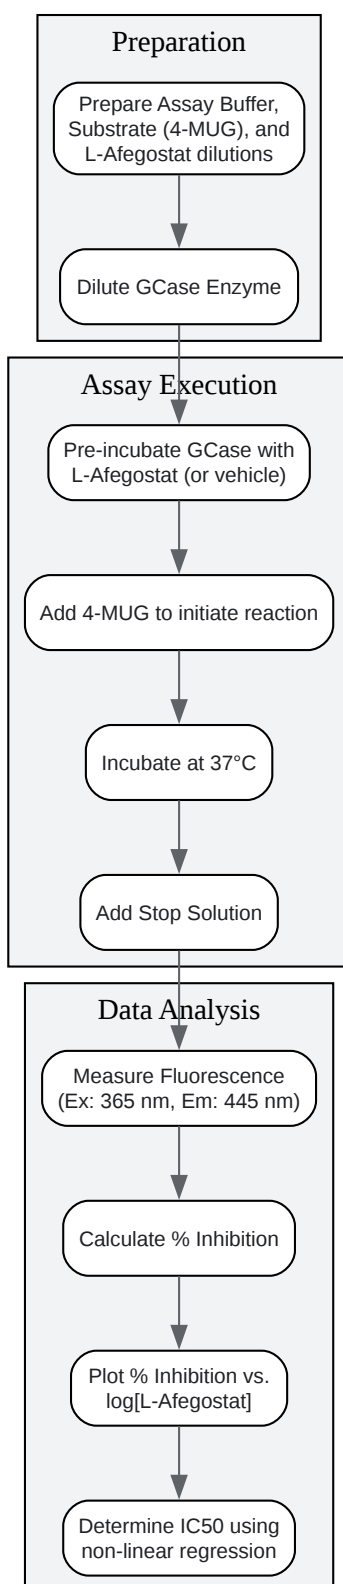 Preparation
Prepare Assay Buffer,
Substrate (4-MUG), and
L-Afegostat dilutions
Dilute GCase Enzyme
Assay Execution
Pre-incubate GCase with
L-Afegostat (or vehicle)
Add 4-MUG to initiate reaction
Incubate at 37°C
Add Stop Solution
Data Analysis
Measure Fluorescence
(Ex: 365 nm, Em: 445 nm)
Calculate % Inhibition
Plot % Inhibition vs.
log[L-Afegostat]
Determine IC50 using
non-linear regression